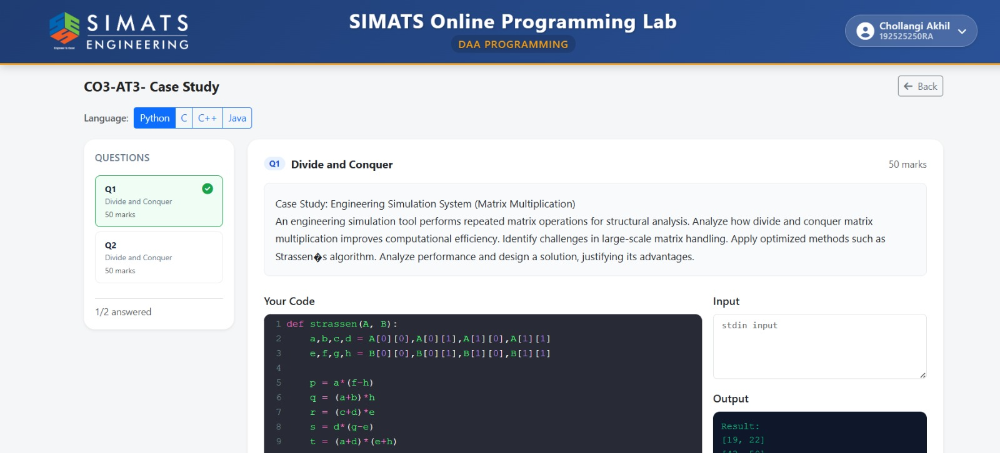 SIMATS
ENGINEERING
Engineer to Excel
SIMATS Online Programming Lab
DAA PROGRAMMING
Chollangi Akhil
192525250RA
CO3-AT3- Case Study
Back
Language: Python C C++ Java
QUESTIONS
Q1
Divide and Conquer
50 marks
Q2
Divide and Conquer
50 marks
1/2 answered
Q1 Divide and Conquer 50 marks
Case Study: Engineering Simulation System (Matrix Multiplication)
An engineering simulation tool performs repeated matrix operations for structural analysis. Analyze how divide and conquer matrix
multiplication improves computational efficiency. Identify challenges in large-scale matrix handling. Apply optimized methods such as
Strassen�s algorithm. Analyze performance and design a solution, justifying its advantages.
Your Code
1 def strassen(A, B):
2 a,b,c,d = A[0][0],A[0][1],A[1][0],A[1][1]
3 e,f,g,h = B[0][0],B[0][1],B[1][0],B[1][1]
4
5 p = a*(f-h)
6 q = (a+b)*h
7 r = (c+d)*e
8 s = d*(g-e)
9 t = (a+d)*(e+h)
Input
stdin input
Output
Result:
[19, 22]
[43, 50]